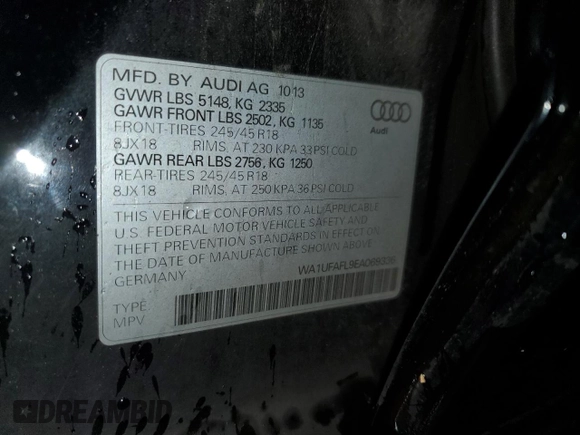 MFD. BY AUDI AG 10 13
GVWR LBS 5148, KG 2335
GAWR FRONT LBS 2502, KG 1135
FRONT-TIRES 245/45 R18
8JX18 RIMS, AT 230 KPA 33 PSI COLD
GAWR REAR LBS 2756, KG 1250
REAR-TIRES 245/45 R18
8JX18 RIMS, AT 250 KPA 36 PSI COLD
Audi
THIS VEHICLE CONFORMS TO ALL APPLICABLE
U.S. FEDERAL MOTOR VEHICLE SAFETY AND
THEFT PREVENTION STANDARDS IN EFFECT ON
THE DATE OF MANUFACTURE SHOWN ABOVE.
GERMANY
TYPE
MPV
DREAMBID